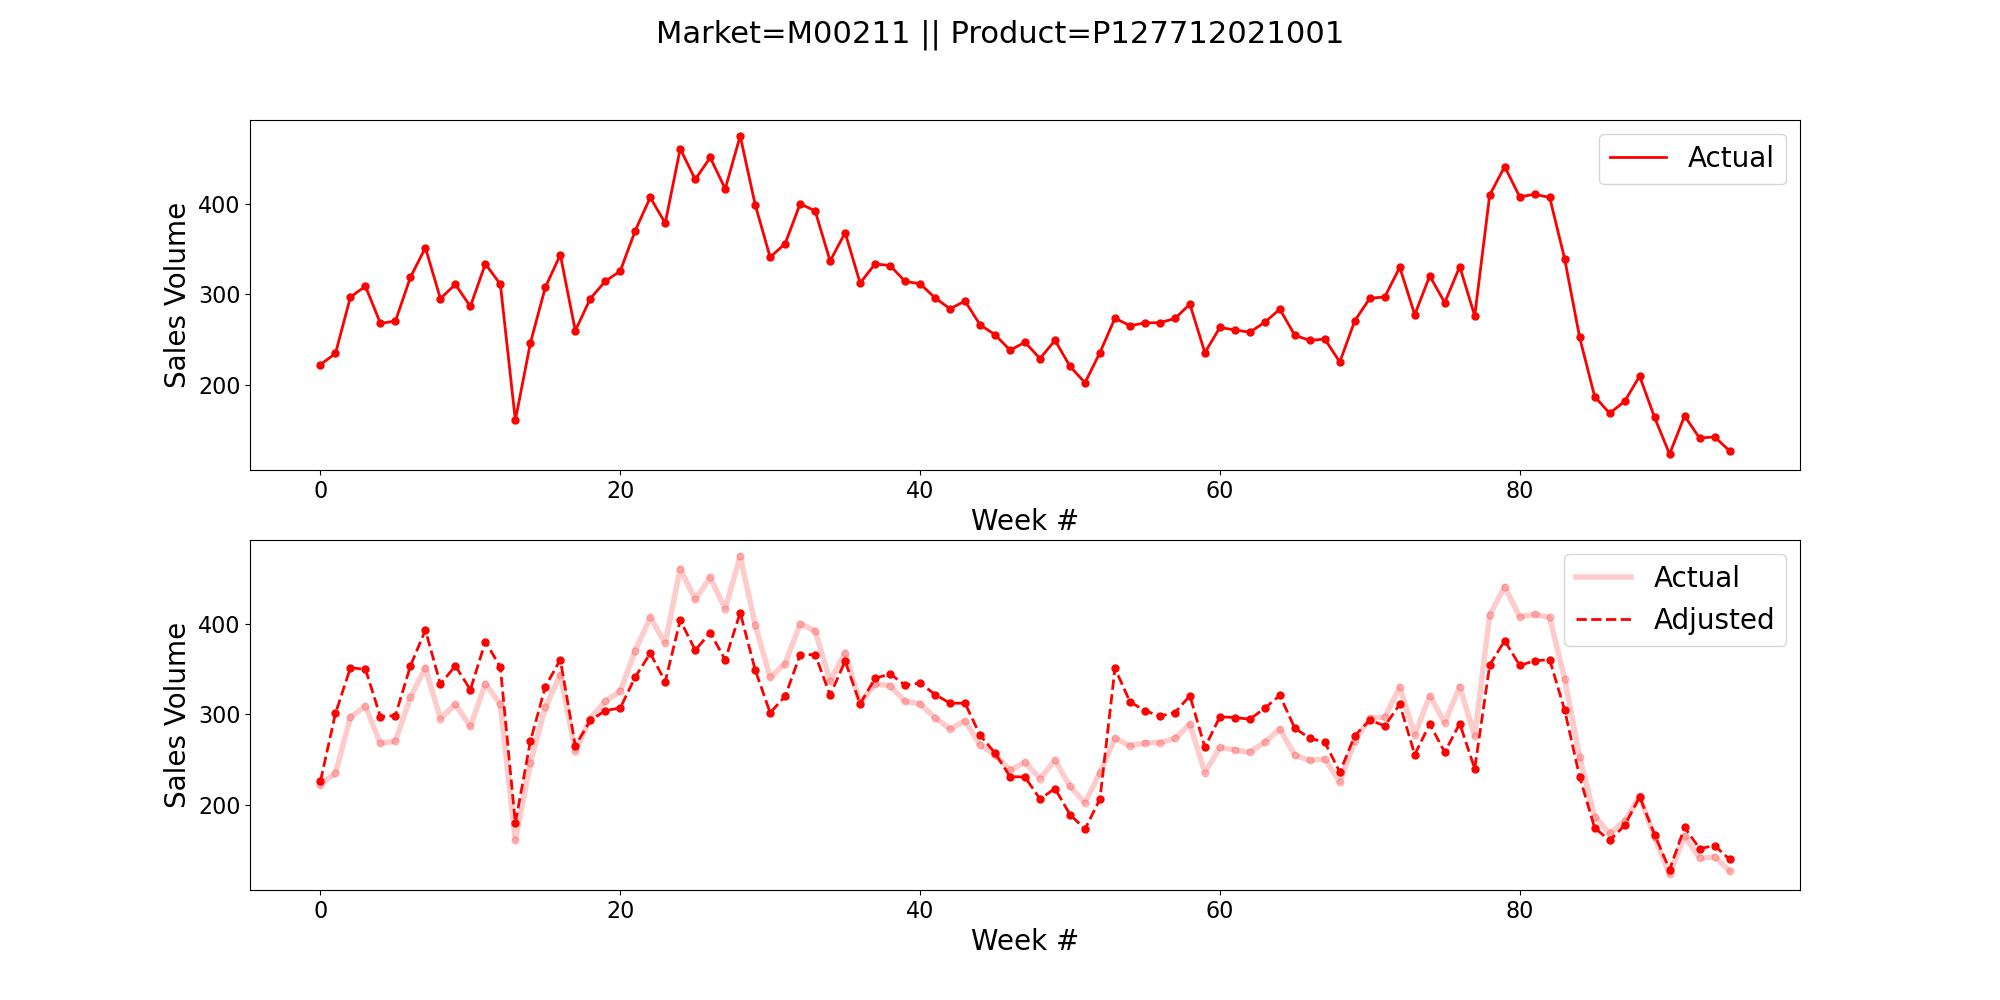 Market=M00211 || Product=P127712021001
Actual
400
300
200
Sales Volume
0 20 40 60 80
Week #
Actual
Adjusted
400
300
200
Sales Volume
0 20 40 60 80
Week #